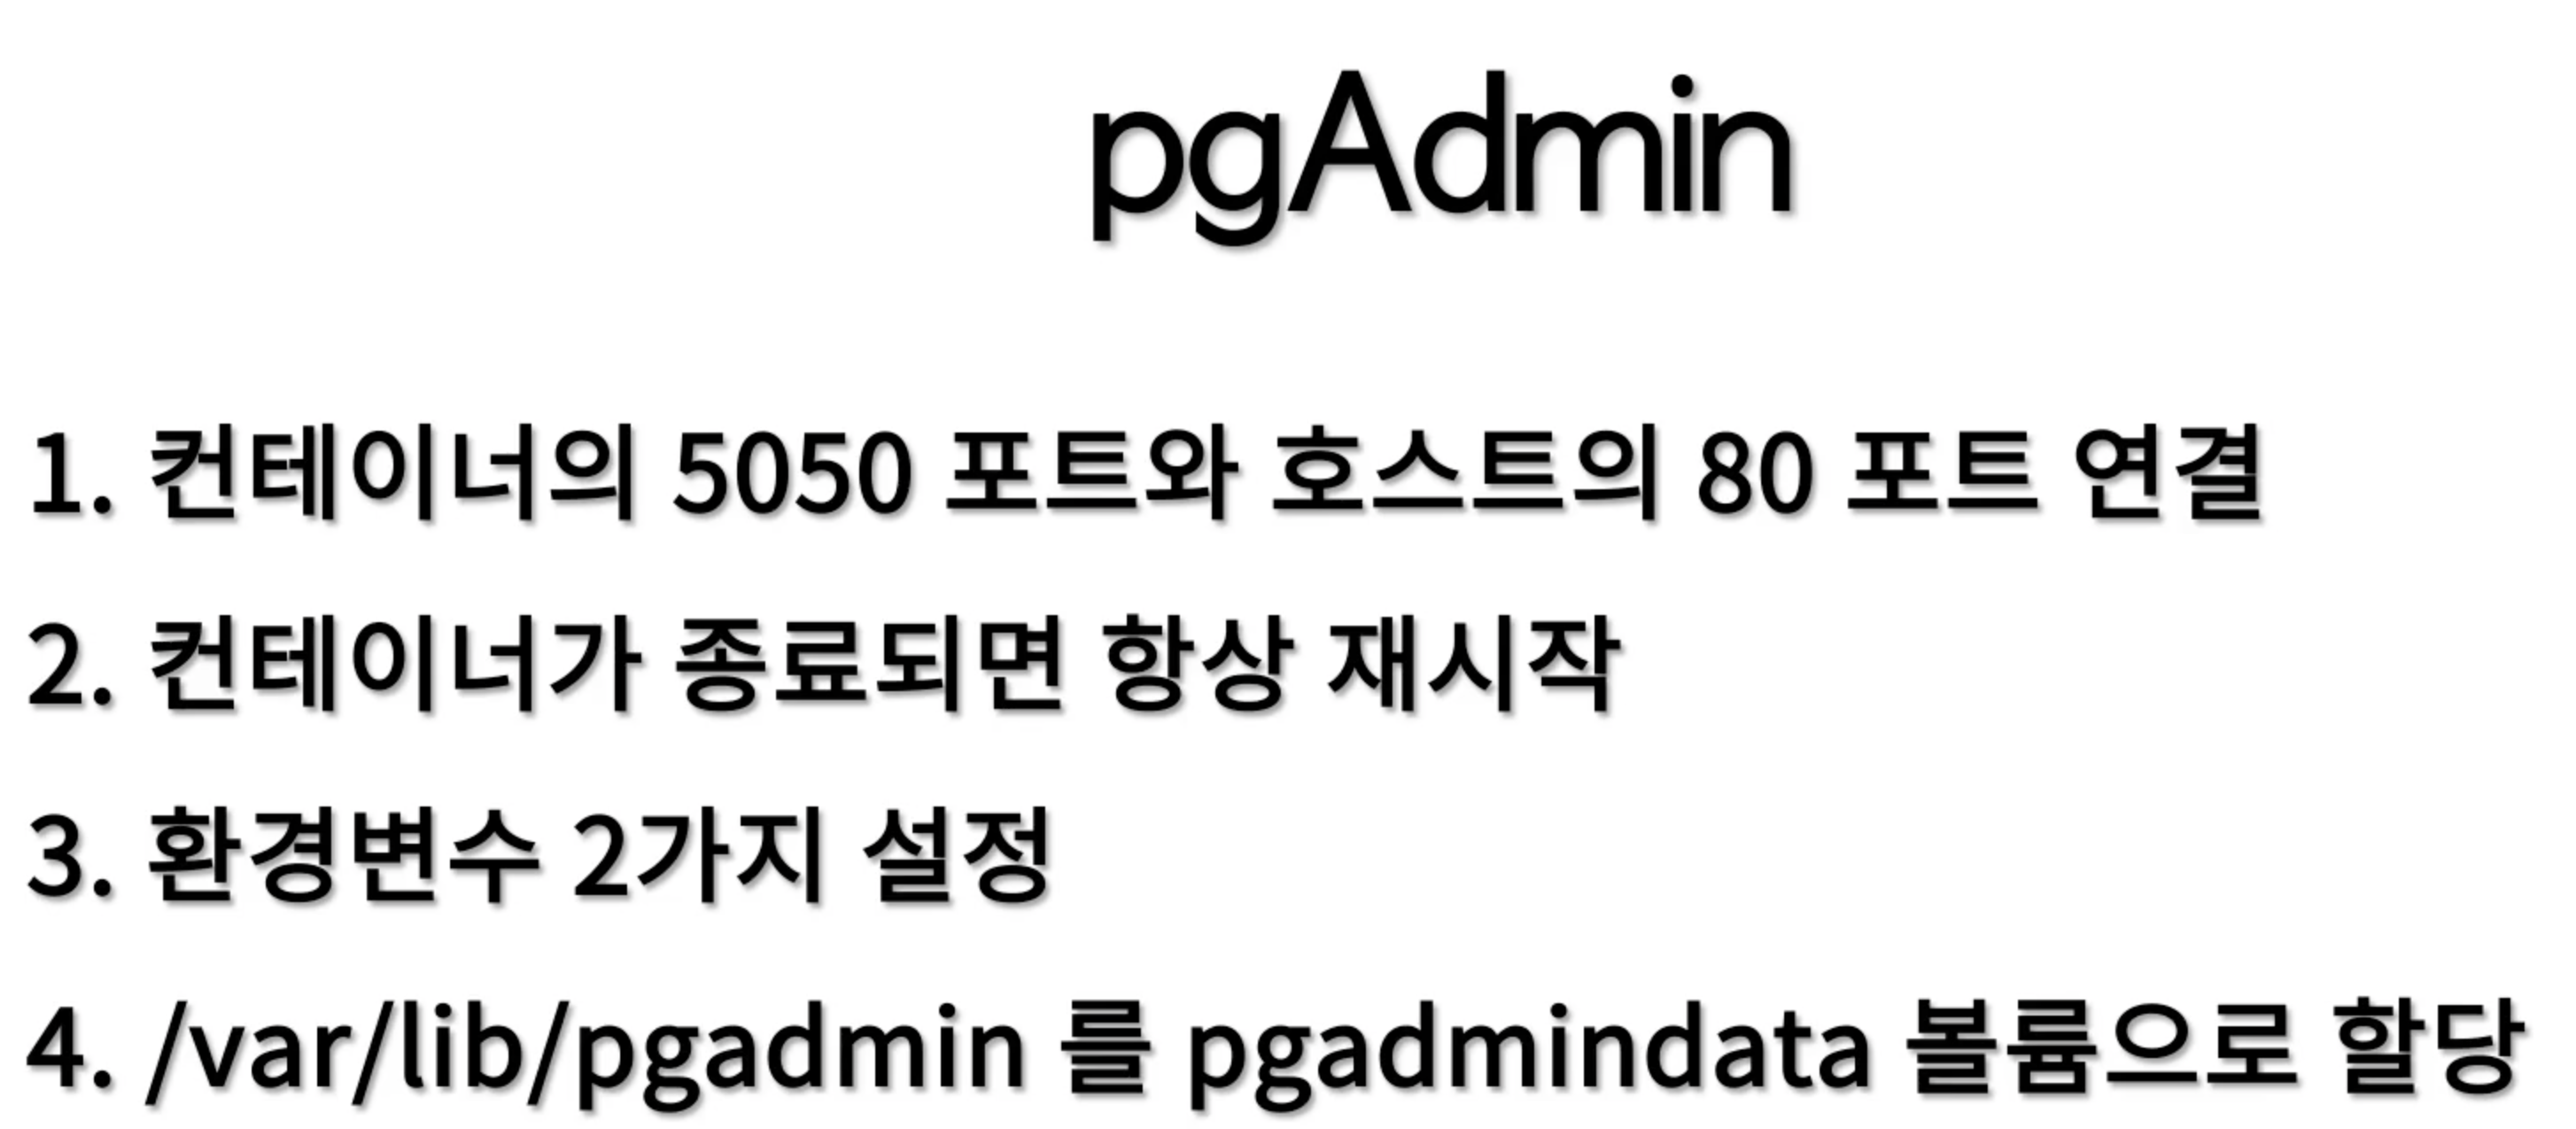 pgAdmin
1. 컨테이너의 5050 포트와 호스트의 80 포트 연결
2. 컨테이너가 종료되면 항상 재시작
3. 환경변수 2가지 설정
4. /var/lib/pgadmin 를 pgadmindata 볼륨으로 할당